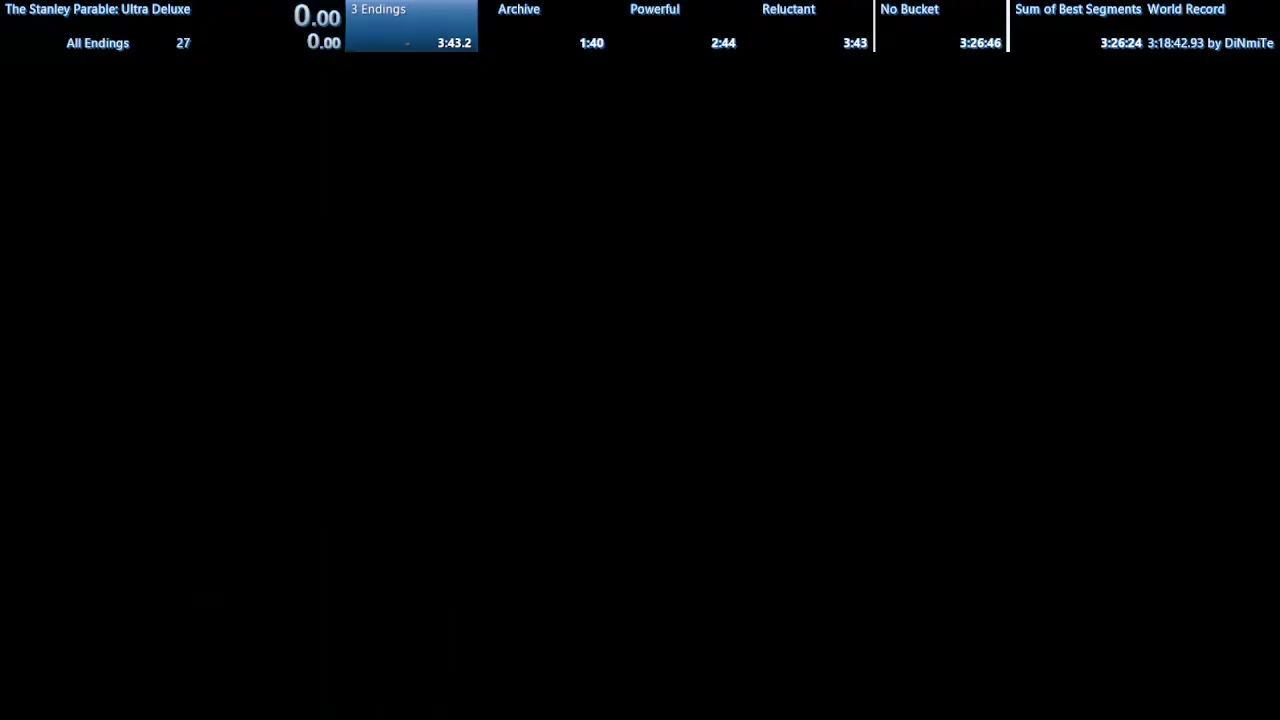 The Stanley Parable: Ultra Deluxe
All Endings 27
0.00
0.00
3 Endings
- 3:43.2
Archive
1:40
Powerful
2:44
Reluctant
3:43
No Bucket
3:26:46
Sum of Best Segments
3:26:24
World Record
3:18:42.93 by DiNmiTe